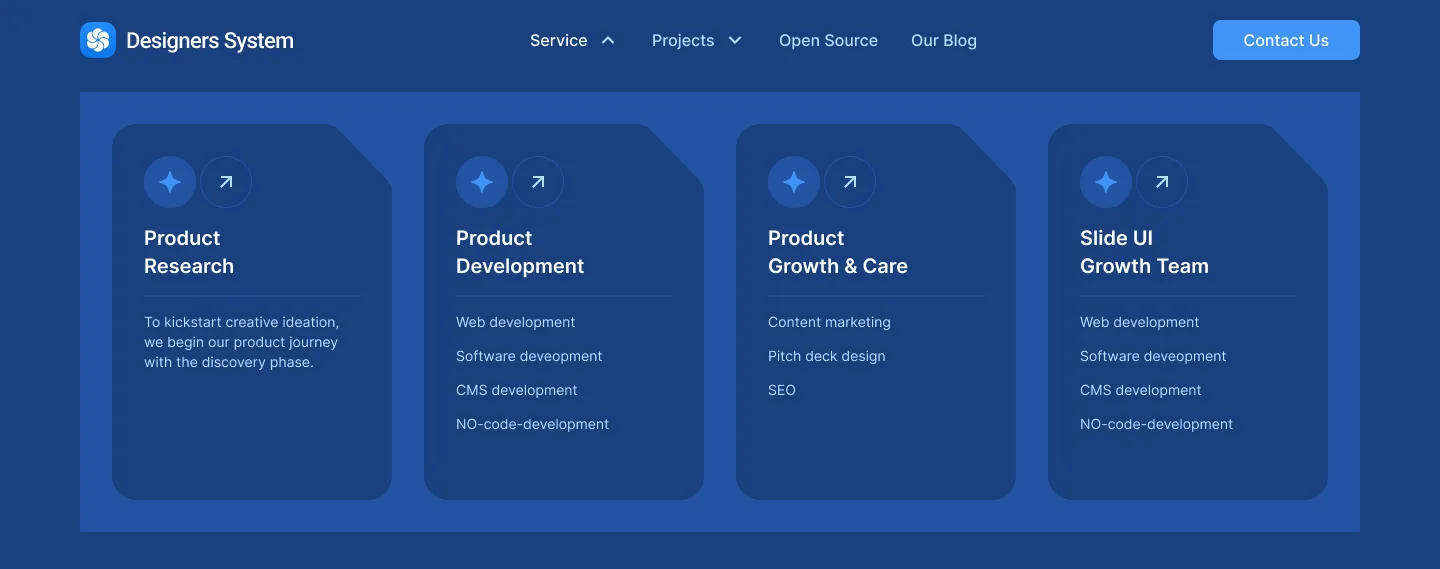 Designers System
Service
Projects
Open Source
Our Blog
Contact Us
Product
Research
To kickstart creative ideation,
we begin our product journey
with the discovery phase.
Product
Development
Web development
Software deveopment
CMS development
NO-code-development
Product
Growth & Care
Content marketing
Pitch deck design
SEO
Slide UI
Growth Team
Web development
Software deveopment
CMS development
NO-code-development